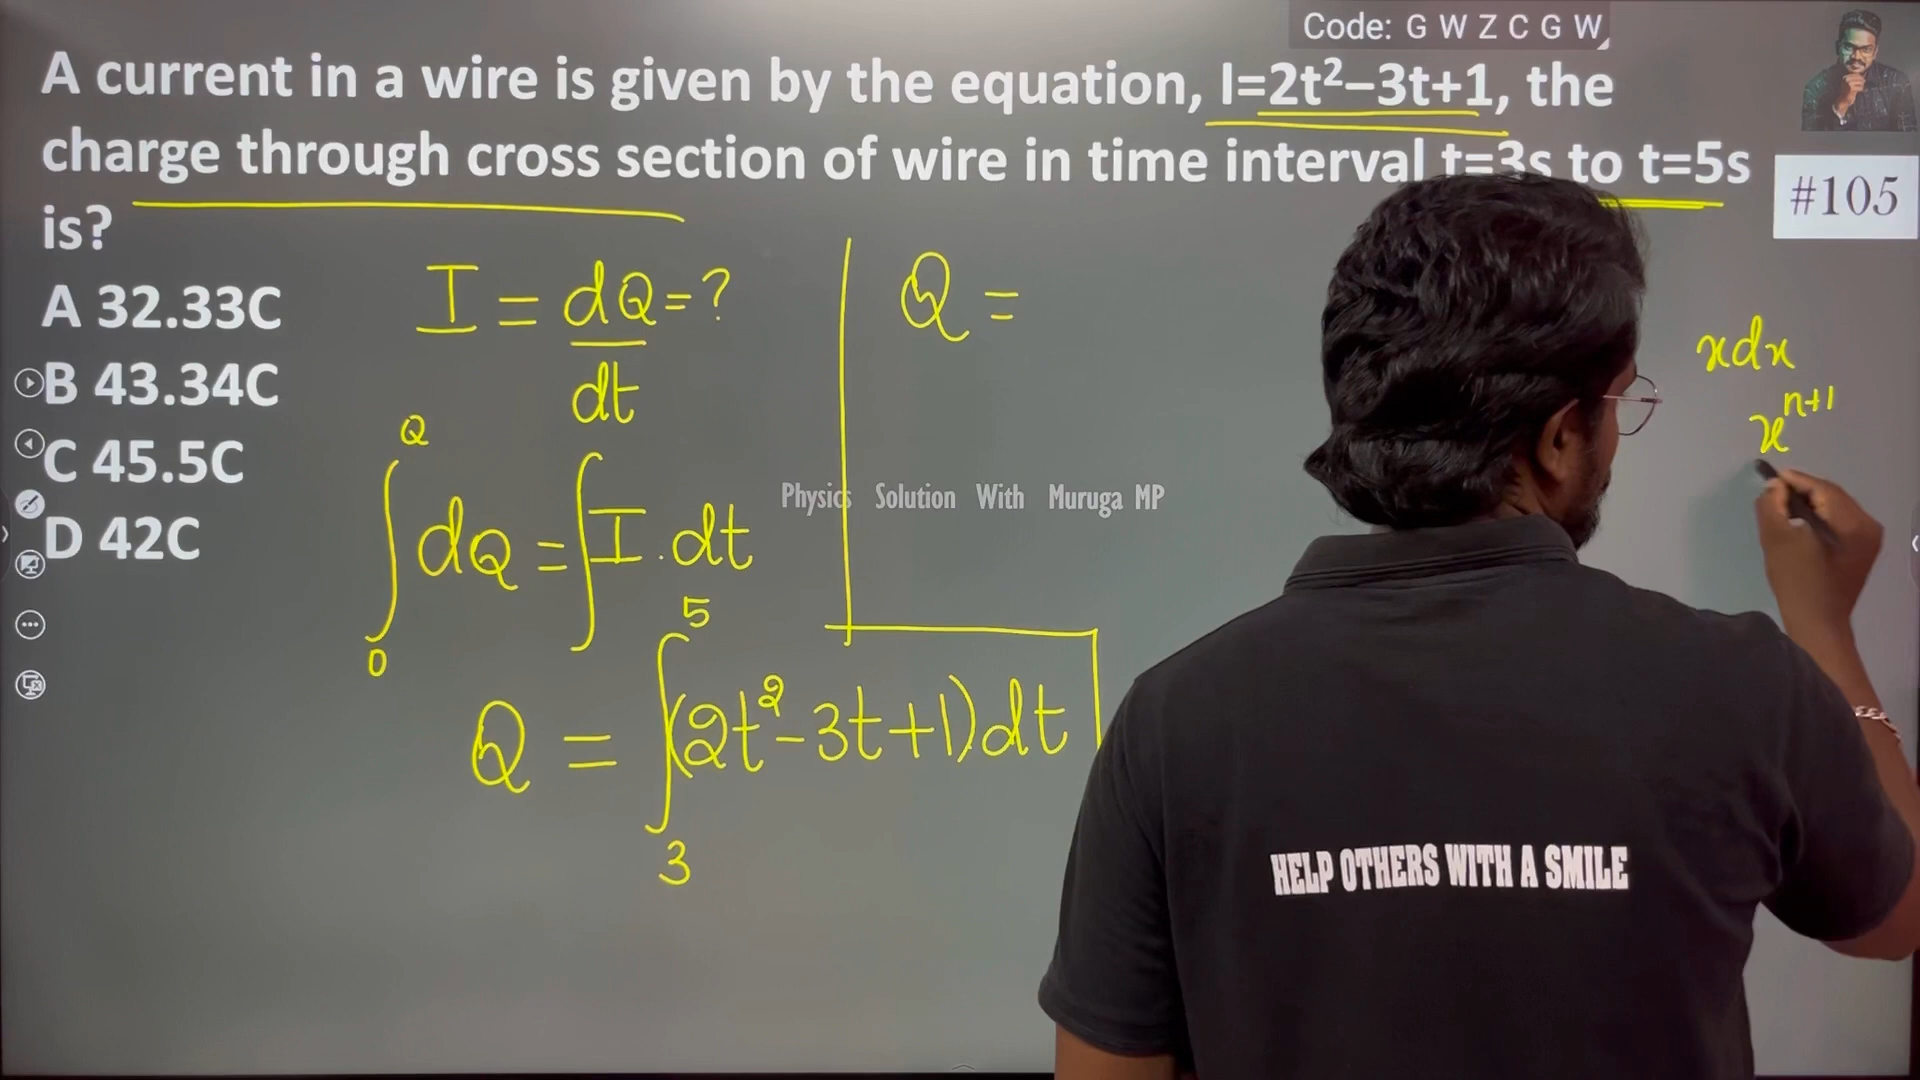 Code: G W Z C G W
A current in a wire is given by the equation, I=2t²–3t+1, the
charge through cross section of wire in time interval t=3s to t=5s
is?
#105
A 32.33C
B 43.34C
C 45.5C
D 42C
I = dQ/dt = ?
∫₀^Q dQ = ∫ I . dt
Q = ∫₃⁵ (2t² - 3t + 1) dt
Q =
x dx
x^(n+1)
Physics Solution With Muruga MP
HELP OTHERS WITH A SMILE